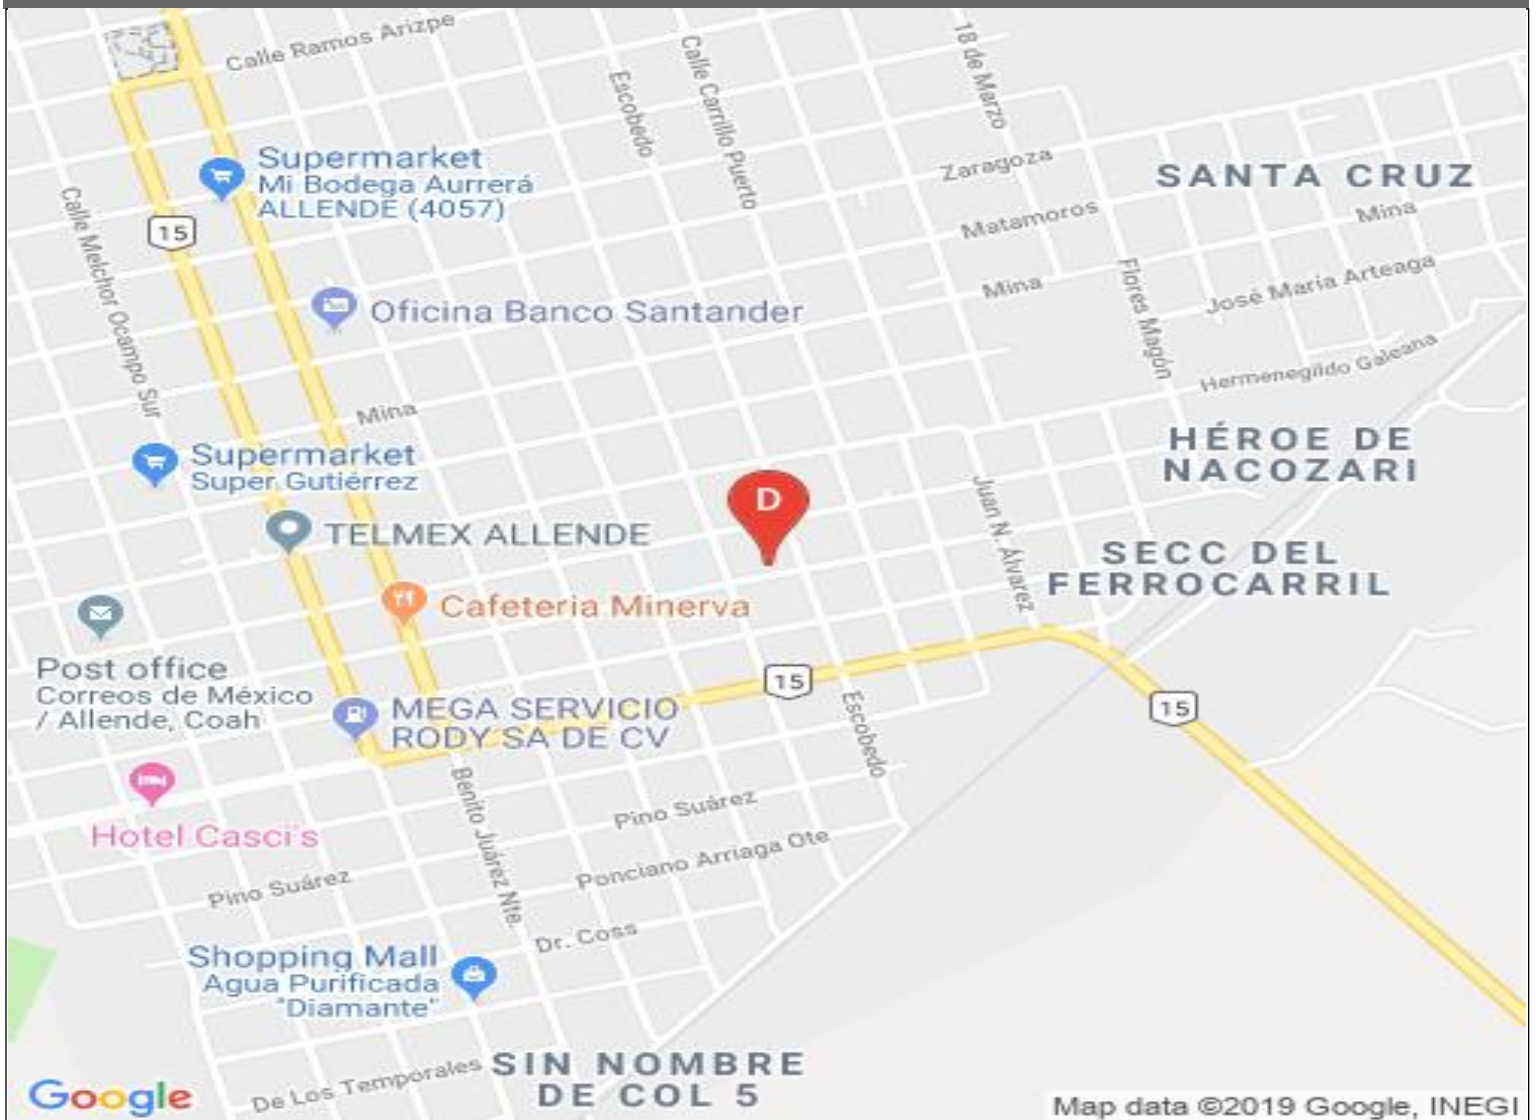 Calle Ramos Arizpe
Escobedo
Calle Carrillo Puerto
18 de Marzo
Supermarket
Mi Bodega Aurrerá
ALLENDE (4057)
Zaragoza
SANTA CRUZ
Matamoros
Mina
15
Calle Melchor Ocampo Sur
Oficina Banco Santander
Mina
Flores Magón
José María Arteaga
Hermenegildo Galeana
Mina
Supermarket
Super Gutiérrez
HÉROE DE
NACOZARI
D
TELMEX ALLENDE
Juan N. Álvarez
SECC DEL
FERROCARRIL
Cafeteria Minerva
Post office
Correos de México
/ Allende, Coah
15
15
MEGA SERVICIO
RODY SA DE CV
Escobedo
Hotel Casci's
Benito Juárez Nte.
Pino Suárez
Ponciano Arriaga Ote
Pino Suárez
Dr. Coss
Shopping Mall
Agua Purificada
"Diamante"
SIN NOMBRE
DE COL 5
De Los Temporales
Google
Map data ©2019 Google, INEGI